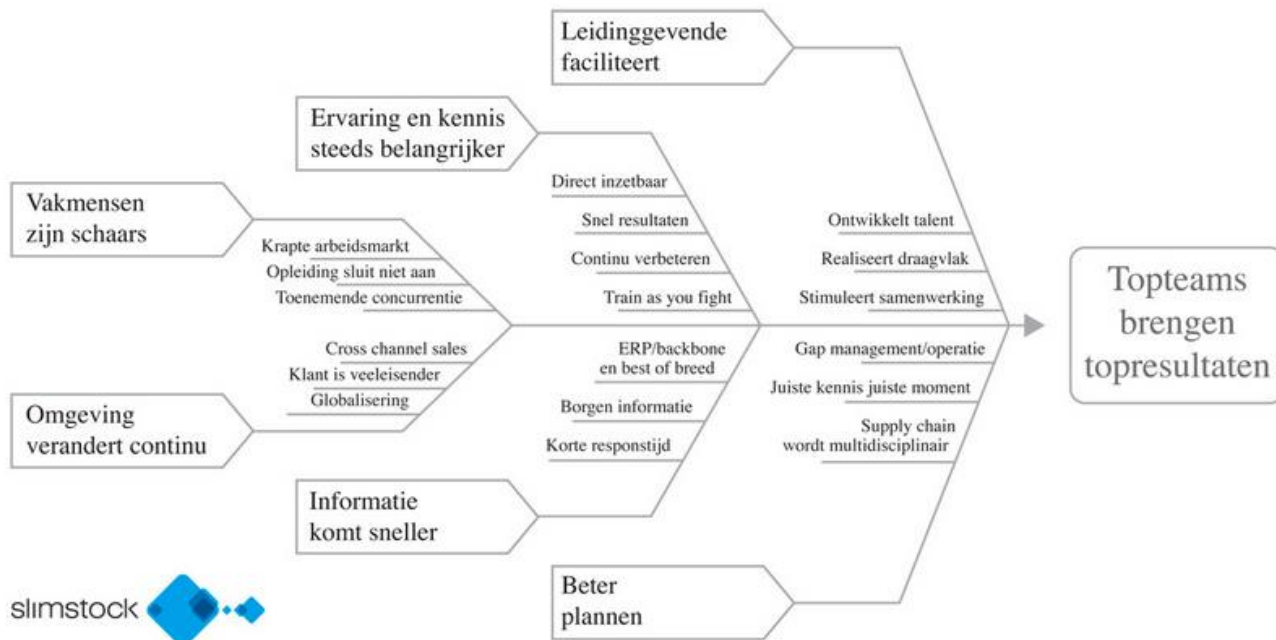 Leidinggevende
faciliteert
Ervaring en kennis
steeds belangrijker
Vakmensen
zijn schaars
Krapte arbeidsmarkt
Opleiding sluit niet aan
Toenemende concurrentie
Direct inzetbaar
Snel resultaten
Continu verbeteren
Train as you fight
Ontwikkelt talent
Realiseert draagvlak
Stimuleert samenwerking
Topteams
brengen
topresultaten
Cross channel sales
Klant is veeleisender
Globalisering
Omgeving
verandert continu
ERP/backbone
en best of breed
Borgen informatie
Korte responstijd
Informatie
komt sneller
Gap management/operatie
Juiste kennis juiste moment
Supply chain
wordt multidisciplinair
Beter
plannen
slimstock